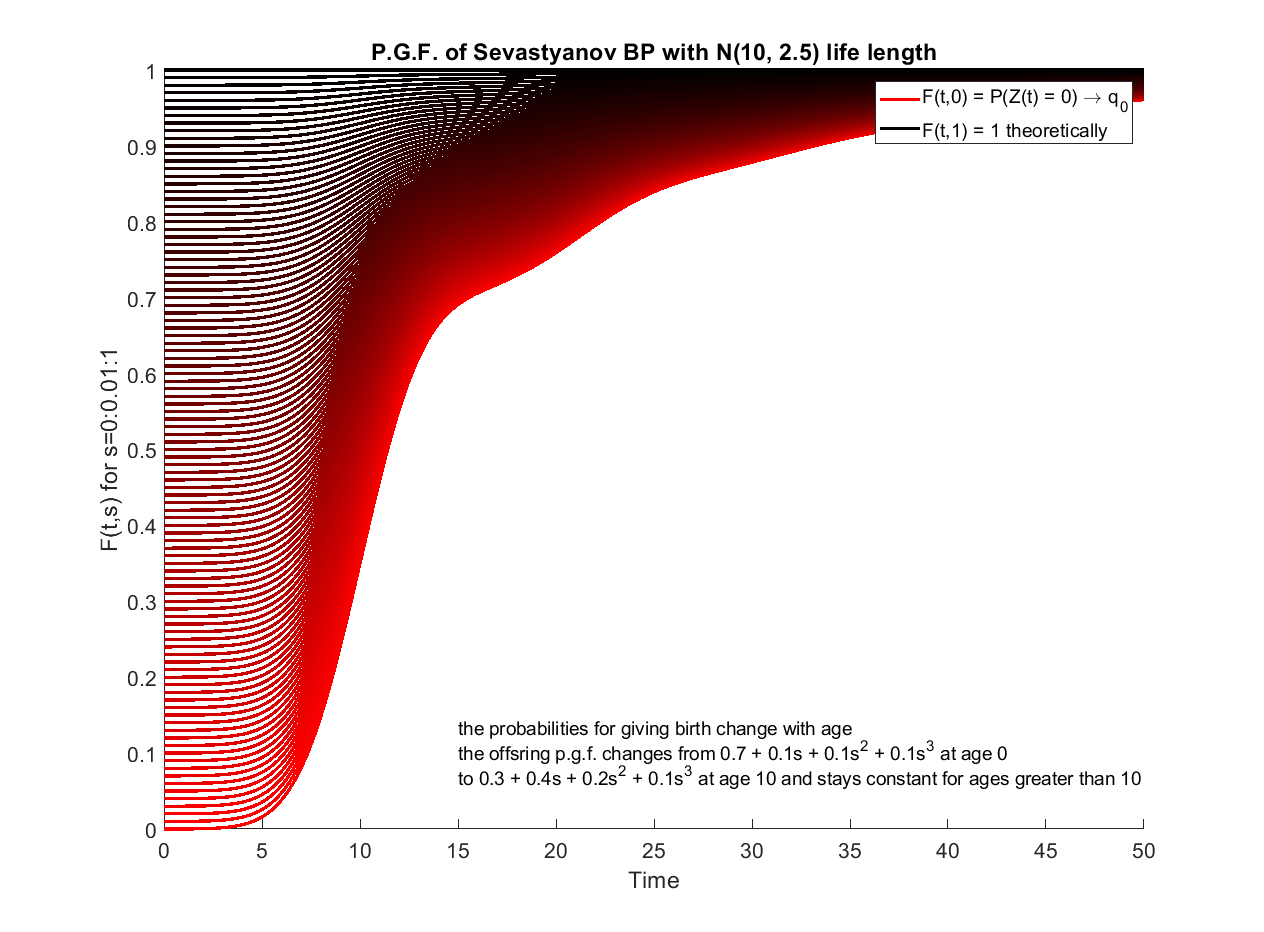 P.G.F. of Sevastyanov BP with N(10, 2.5) life length
F(t,0) = P(Z(t) = 0) → q₀
F(t,1) = 1 theoretically
F(t,s) for s=0:0.01:1
1
0.9
0.8
0.7
0.6
0.5
0.4
0.3
0.2
0.1
0
the probabilities for giving birth change with age
the offsring p.g.f. changes from 0.7 + 0.1s + 0.1s² + 0.1s³ at age 0
to 0.3 + 0.4s + 0.2s² + 0.1s³ at age 10 and stays constant for ages greater than 10
0 5 10 15 20 25 30 35 40 45 50
Time